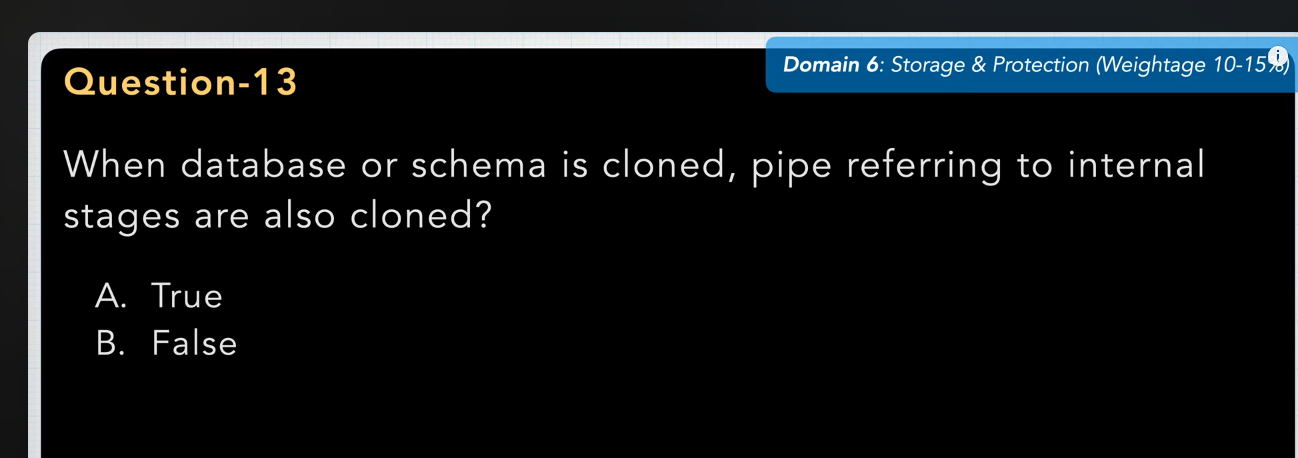 Domain 6: Storage & Protection (Weightage 10-15%)
Question-13
When database or schema is cloned, pipe referring to internal
stages are also cloned?
A. True
B. False